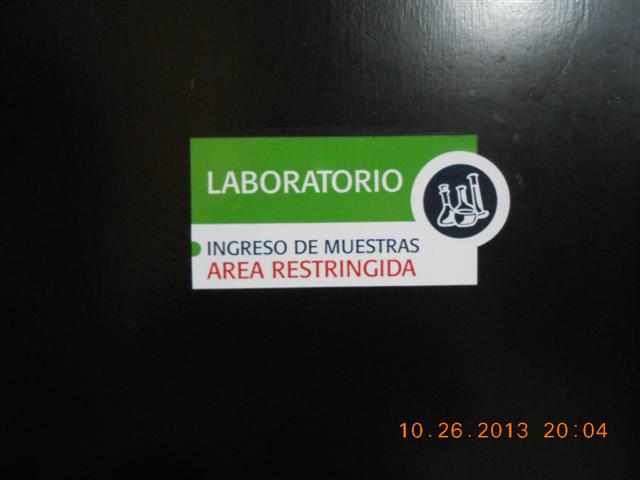 LABORATORIO
INGRESO DE MUESTRAS
AREA RESTRINGIDA
10.26.2013 20:04